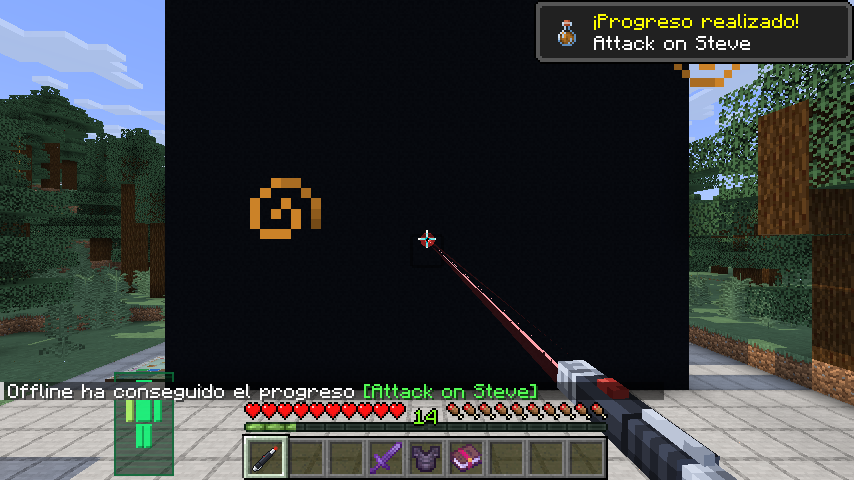 ¡Progreso realizado!
Attack on Steve
Offline ha conseguido el progreso [Attack on Steve]
14